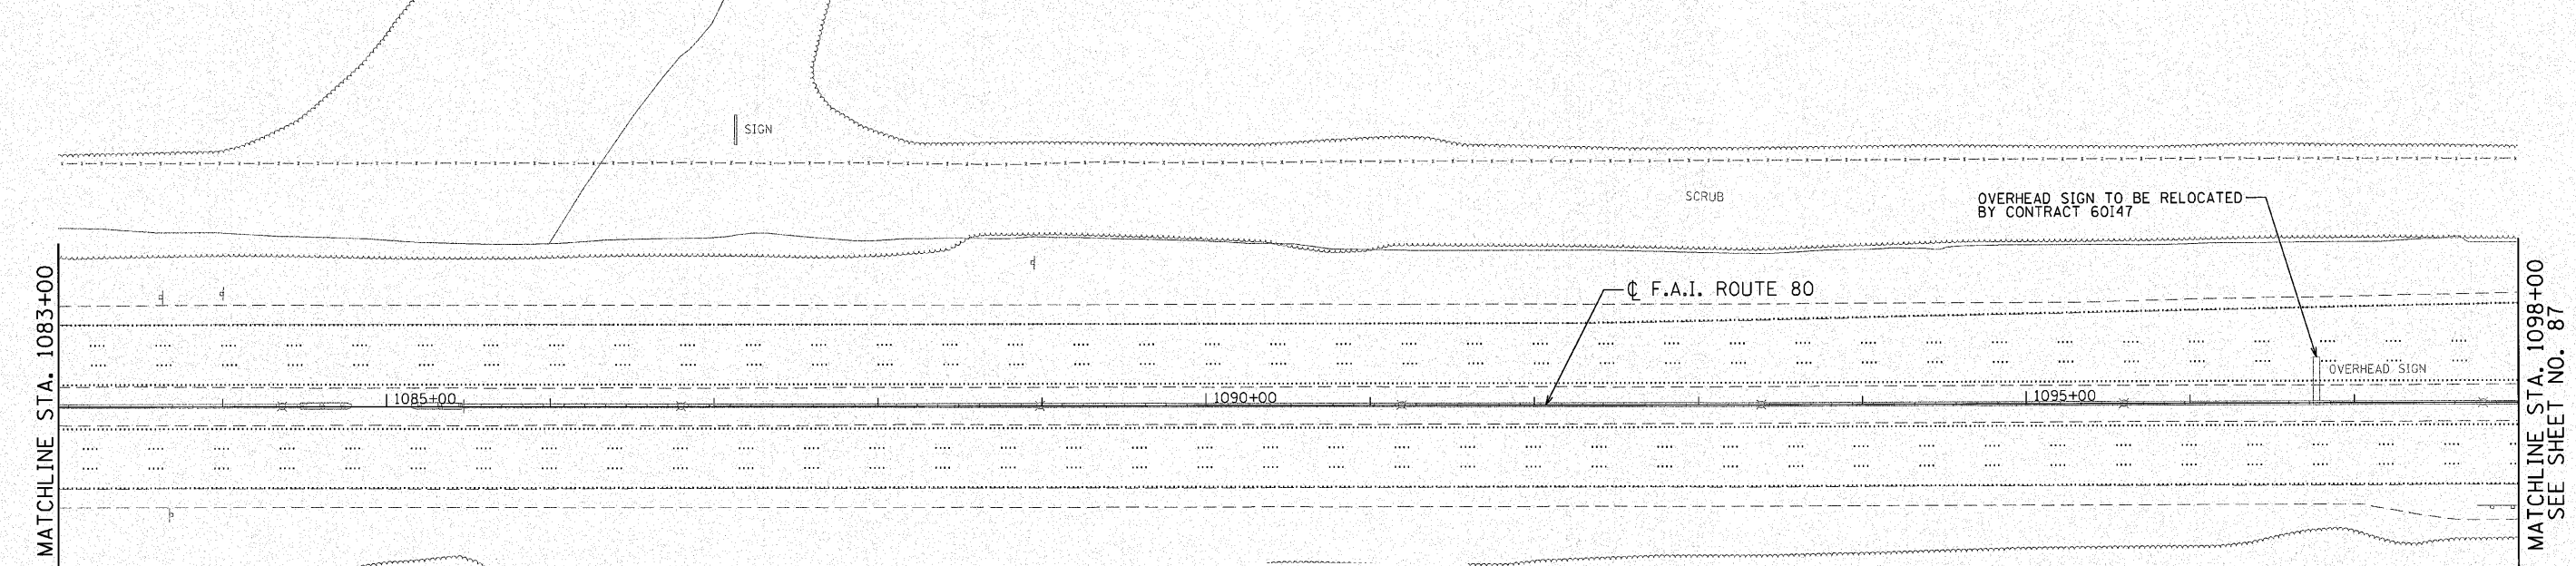 SIGN
SCRUB
OVERHEAD SIGN TO BE RELOCATED
BY CONTRACT 60I47
℄ F.A.I. ROUTE 80
OVERHEAD SIGN
1085+00
1090+00
1095+00
MATCHLINE STA. 1083+00
MATCHLINE STA. 1098+00
SEE SHEET NO. 87